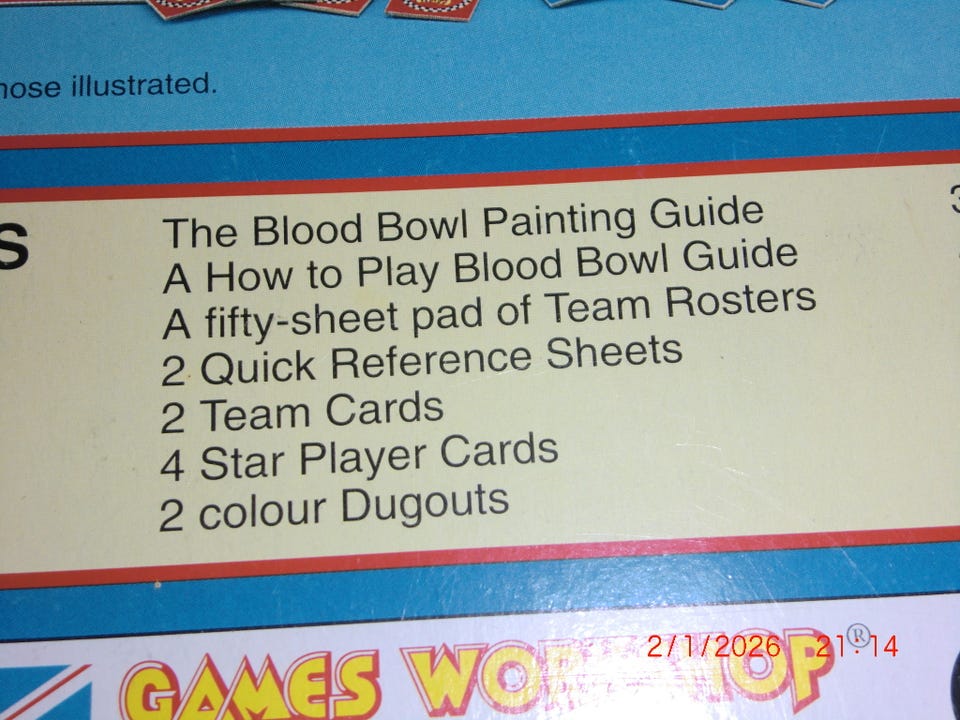 hose illustrated.
S
The Blood Bowl Painting Guide
A How to Play Blood Bowl Guide
A fifty-sheet pad of Team Rosters
2 Quick Reference Sheets
2 Team Cards
4 Star Player Cards
2 colour Dugouts
3
GAMES WORKSHOP®
2/1/2026 21:14